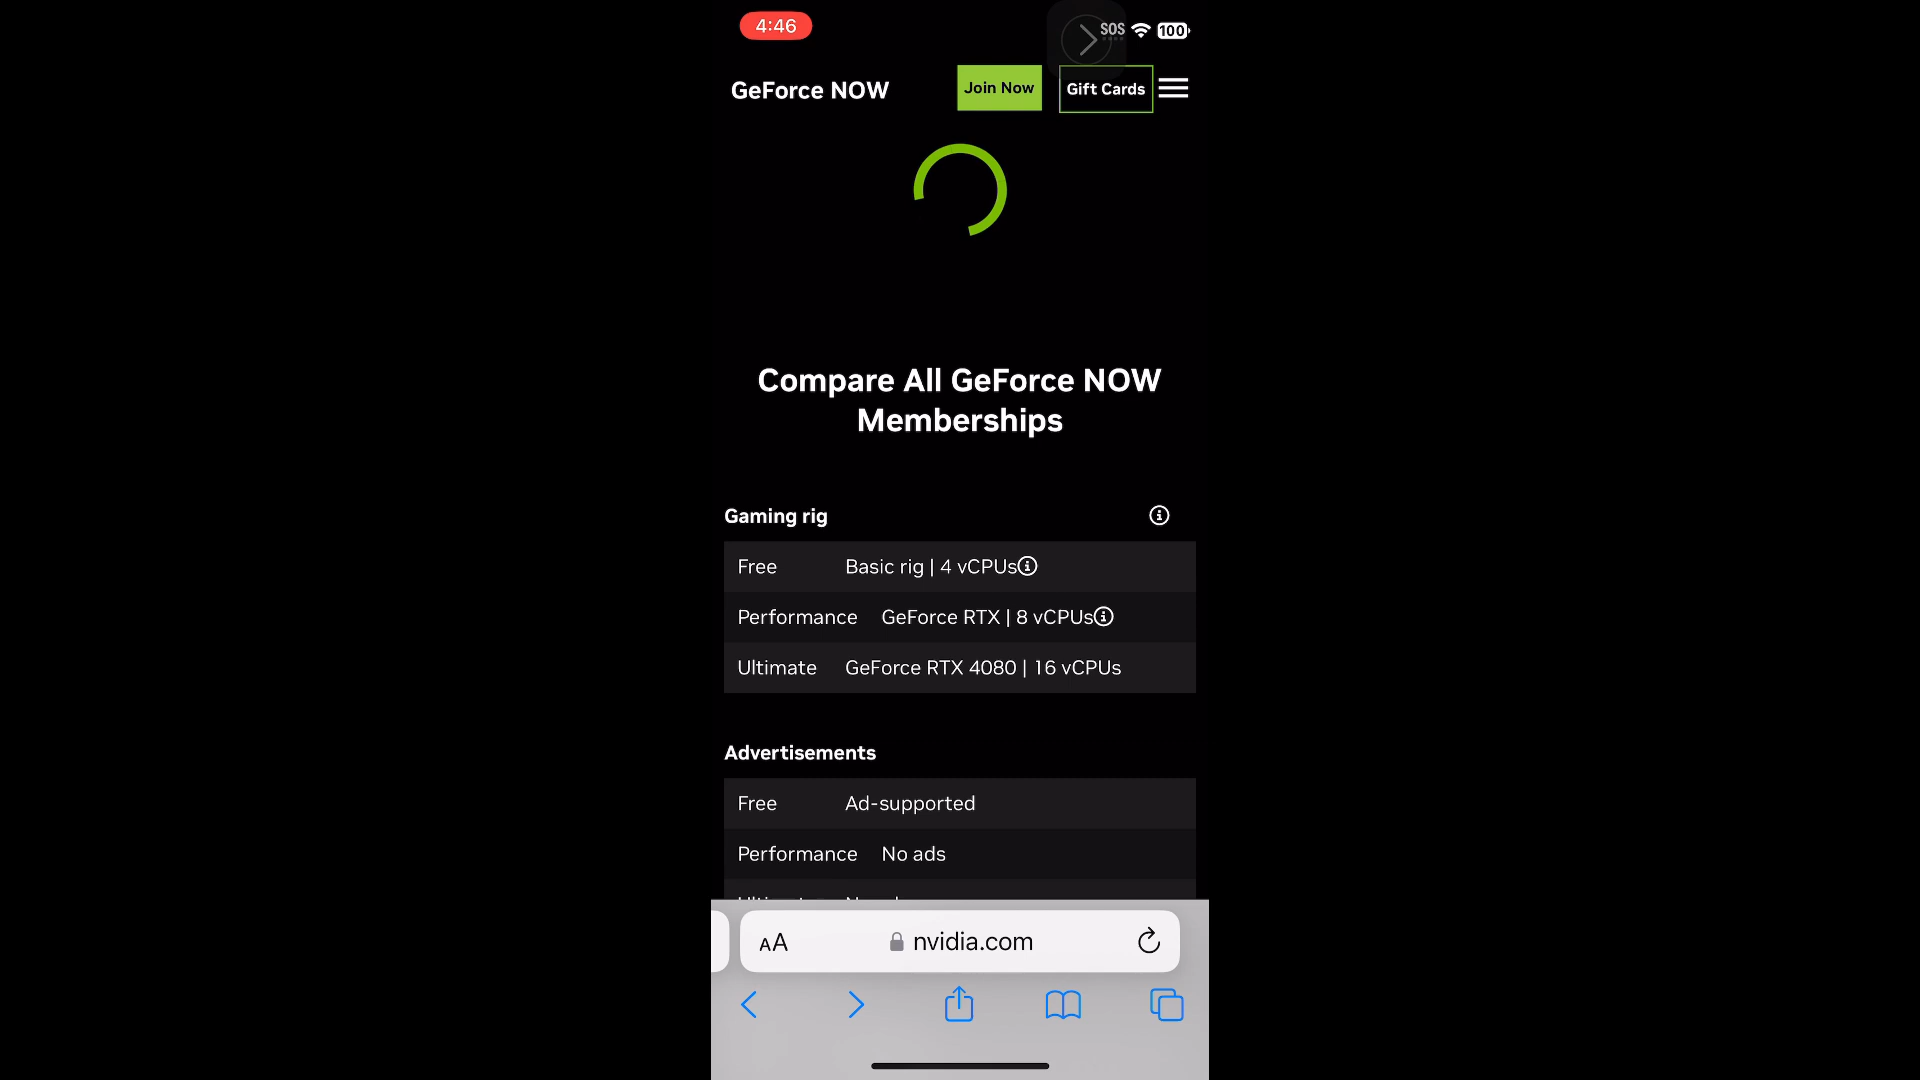 4:46
SOS
100
GeForce NOW
Join Now
Gift Cards
Compare All GeForce NOW
Memberships
Gaming rig
Free Basic rig | 4 vCPUs
Performance GeForce RTX | 8 vCPUs
Ultimate GeForce RTX 4080 | 16 vCPUs
Advertisements
Free Ad-supported
Performance No ads
AA
nvidia.com